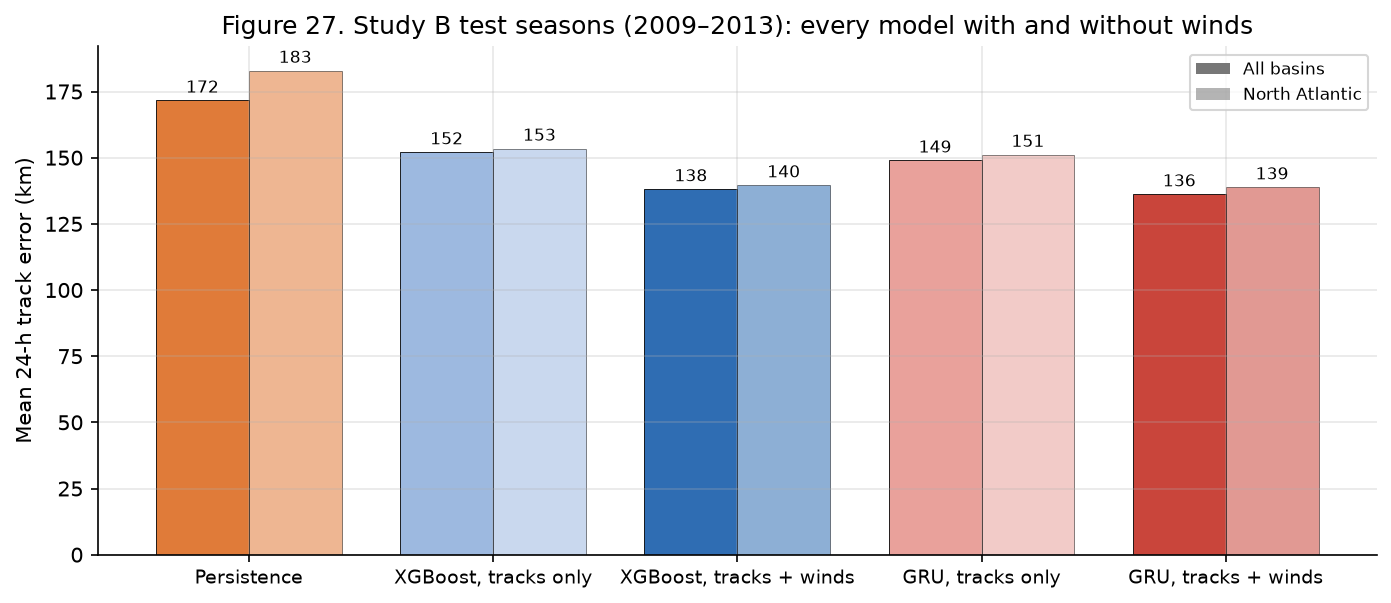 Figure 27. Study B test seasons (2009–2013): every model with and without winds
All basins
North Atlantic
Mean 24-h track error (km)
175
150
125
100
75
50
25
0
172
183
152
153
138
140
149
151
136
139
Persistence
XGBoost, tracks only
XGBoost, tracks + winds
GRU, tracks only
GRU, tracks + winds